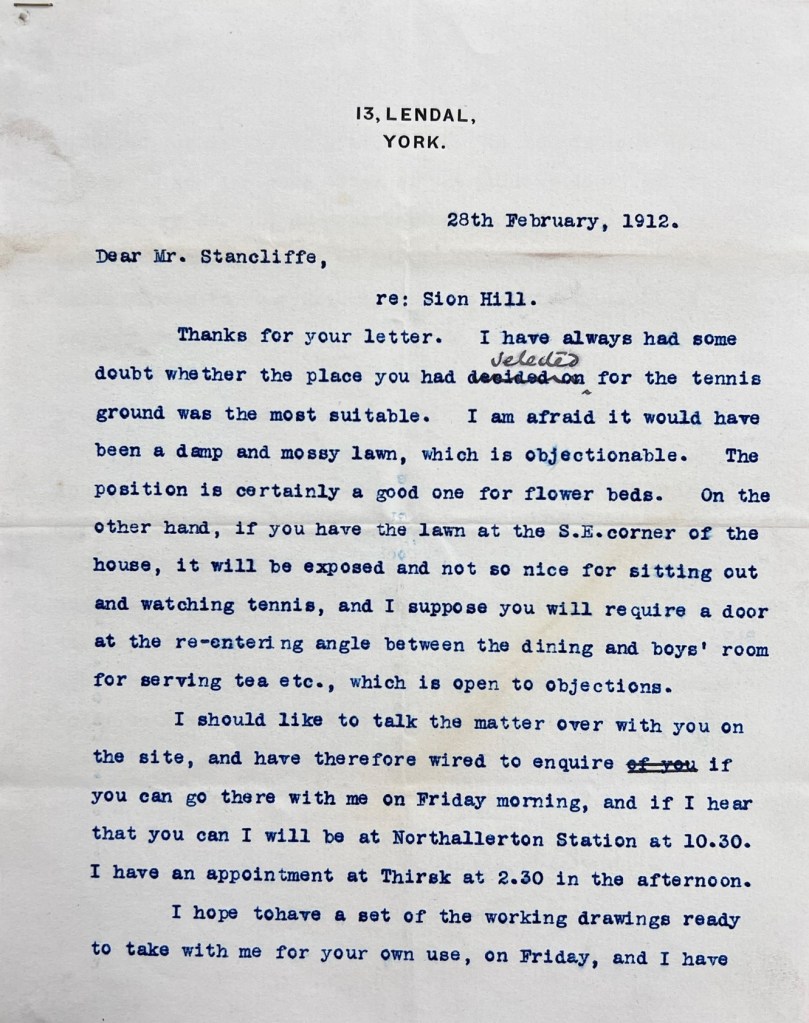 13, LENDAL,
YORK.
28th February, 1912.
Dear Mr. Stancliffe,
re: Sion Hill.
Thanks for your letter. I have always had some
selected
doubt whether the place you had decided on for the tennis
ground was the most suitable. I am afraid it would have
been a damp and mossy lawn, which is objectionable. The
position is certainly a good one for flower beds. On the
other hand, if you have the lawn at the S.E.corner of the
house, it will be exposed and not so nice for sitting out
and watching tennis, and I suppose you will require a door
at the re-entering angle between the dining and boys' room
for serving tea etc., which is open to objections.
I should like to talk the matter over with you on
the site, and have therefore wired to enquire of you if
you can go there with me on Friday morning, and if I hear
that you can I will be at Northallerton Station at 10.30.
I have an appointment at Thirsk at 2.30 in the afternoon.
I hope tohave a set of the working drawings ready
to take with me for your own use, on Friday, and I have